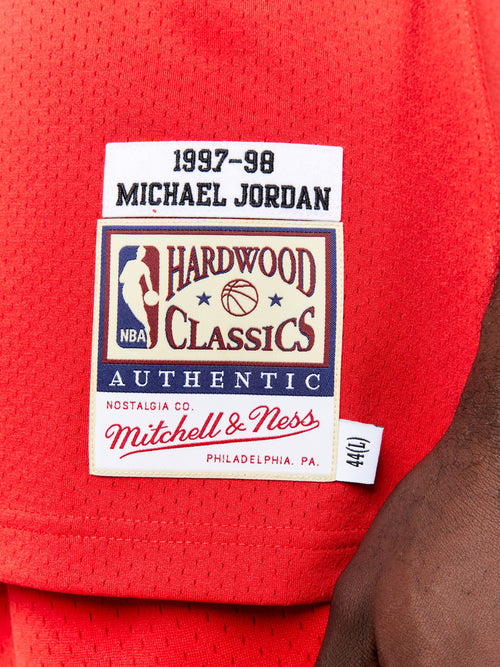 1997-98
MICHAEL JORDAN
HARDWOOD
CLASSICS
NBA
AUTHENTIC
NOSTALGIA CO.
Mitchell & Ness
PHILADELPHIA. PA.
44(L)